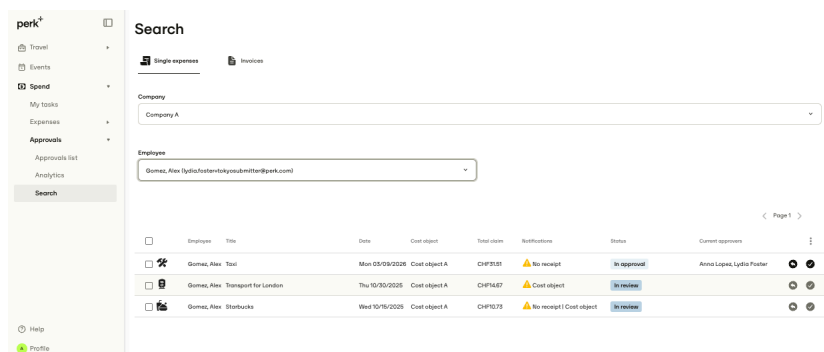 perk+
Travel
Events
Spend
My tasks
Expenses
Approvals
Approvals list
Analytics
Search
Help
A Profile
Search
Single expenses Invoices
Company
Company A
Employee
Gomez, Alex (lydia.foster+tokyosubmitter@perk.com)
Page 1
Employee Title Date Cost object Total claim Notifications Status Current approvers
Gomez, Alex Taxi Mon 03/09/2026 Cost object A CHF31.51 No receipt In approval Anna Lopez, Lydia Foster
Gomez, Alex Transport for London Thu 10/30/2025 Cost object A CHF14.67 Cost object In review
Gomez, Alex Starbucks Wed 10/15/2025 Cost object A CHF10.73 No receipt | Cost object In review